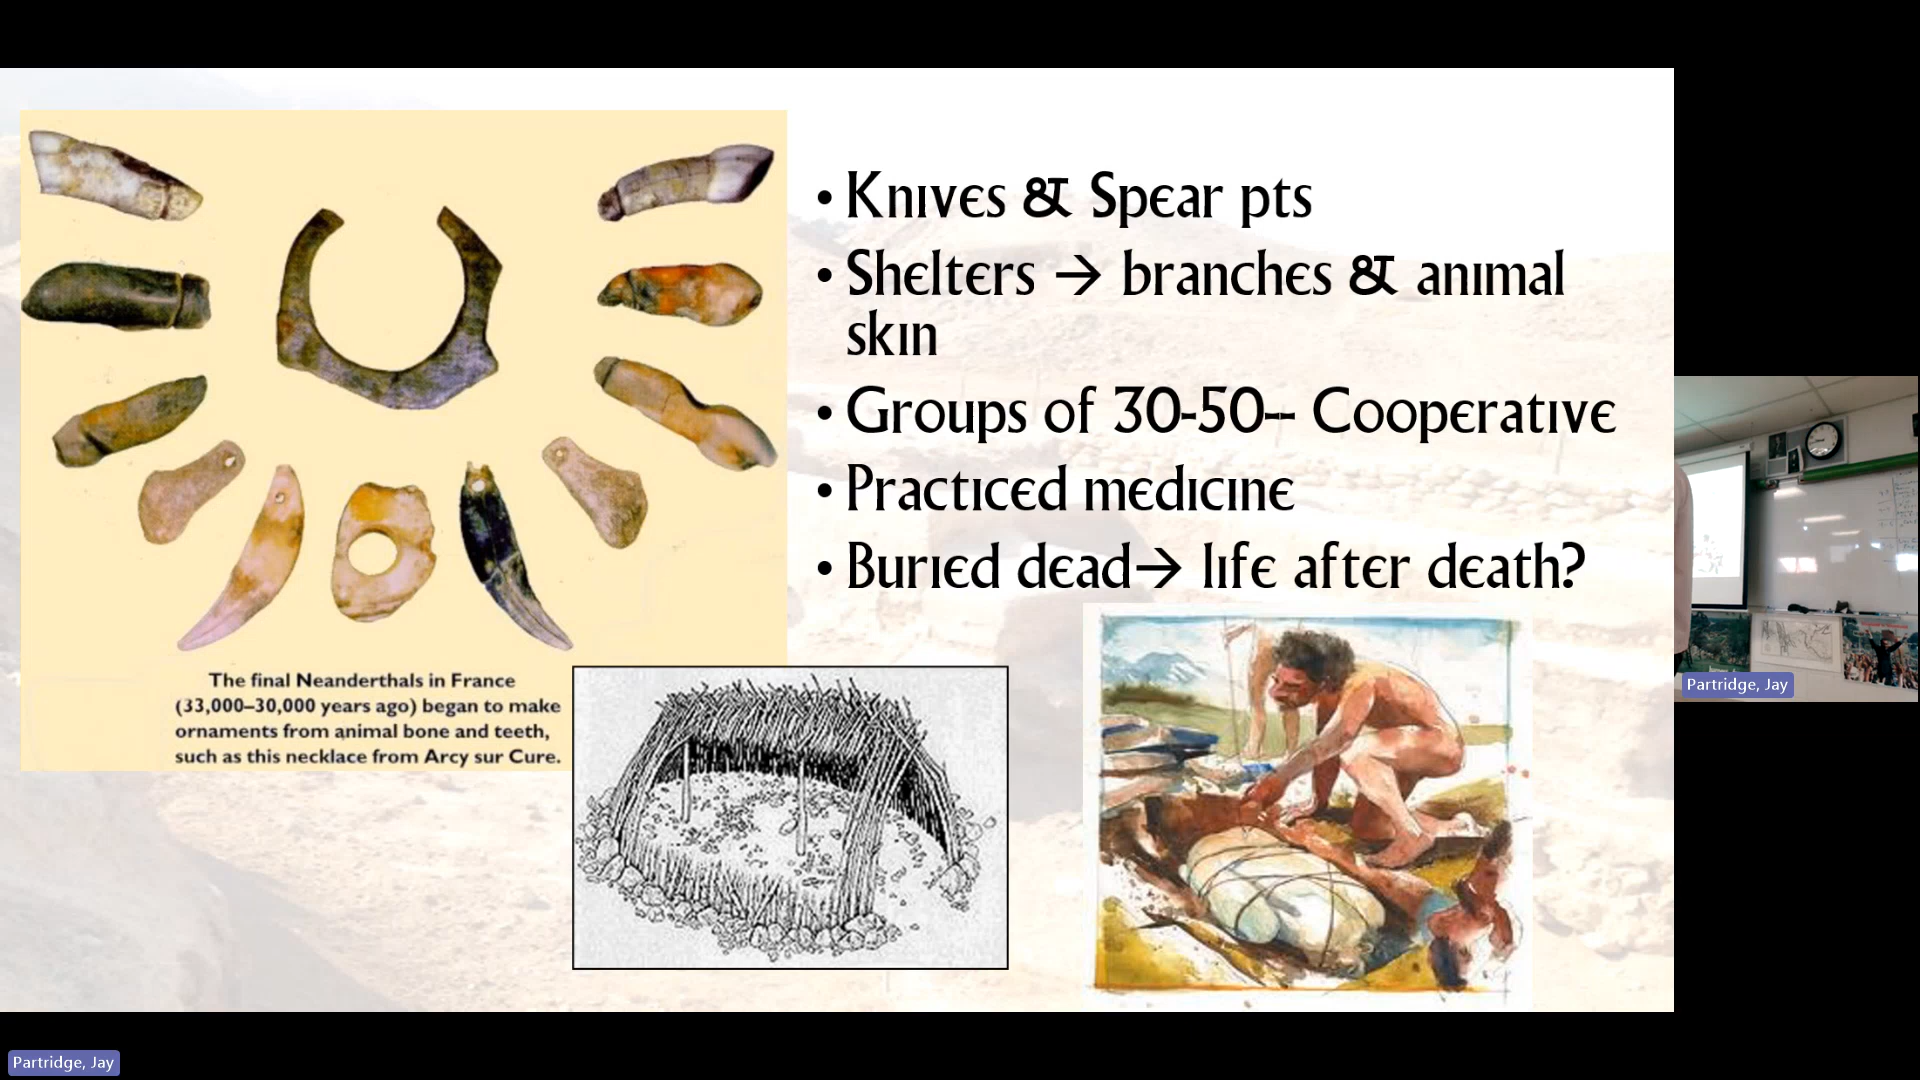 • Knives & Spear pts
• Shelters → branches & animal
skin
• Groups of 30-50-- Cooperative
• Practiced medicine
• Buried dead→ life after death?
The final Neanderthals in France
(33,000–30,000 years ago) began to make
ornaments from animal bone and teeth,
such as this necklace from Arcy sur Cure.
Partridge, Jay
Partridge, Jay